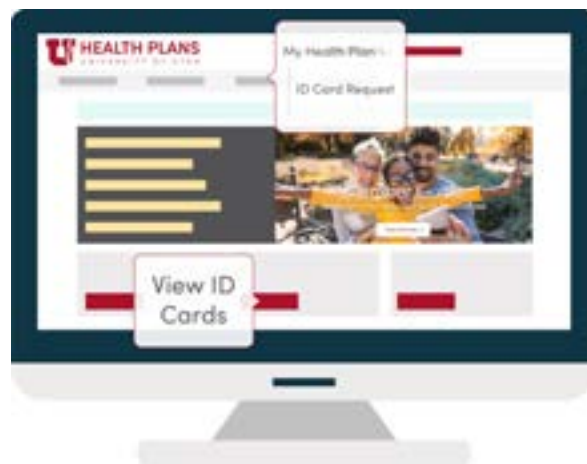 HEALTH PLANS
UNIVERSITY OF UTAH
My Health Plan
ID Card Request
View ID
Cards